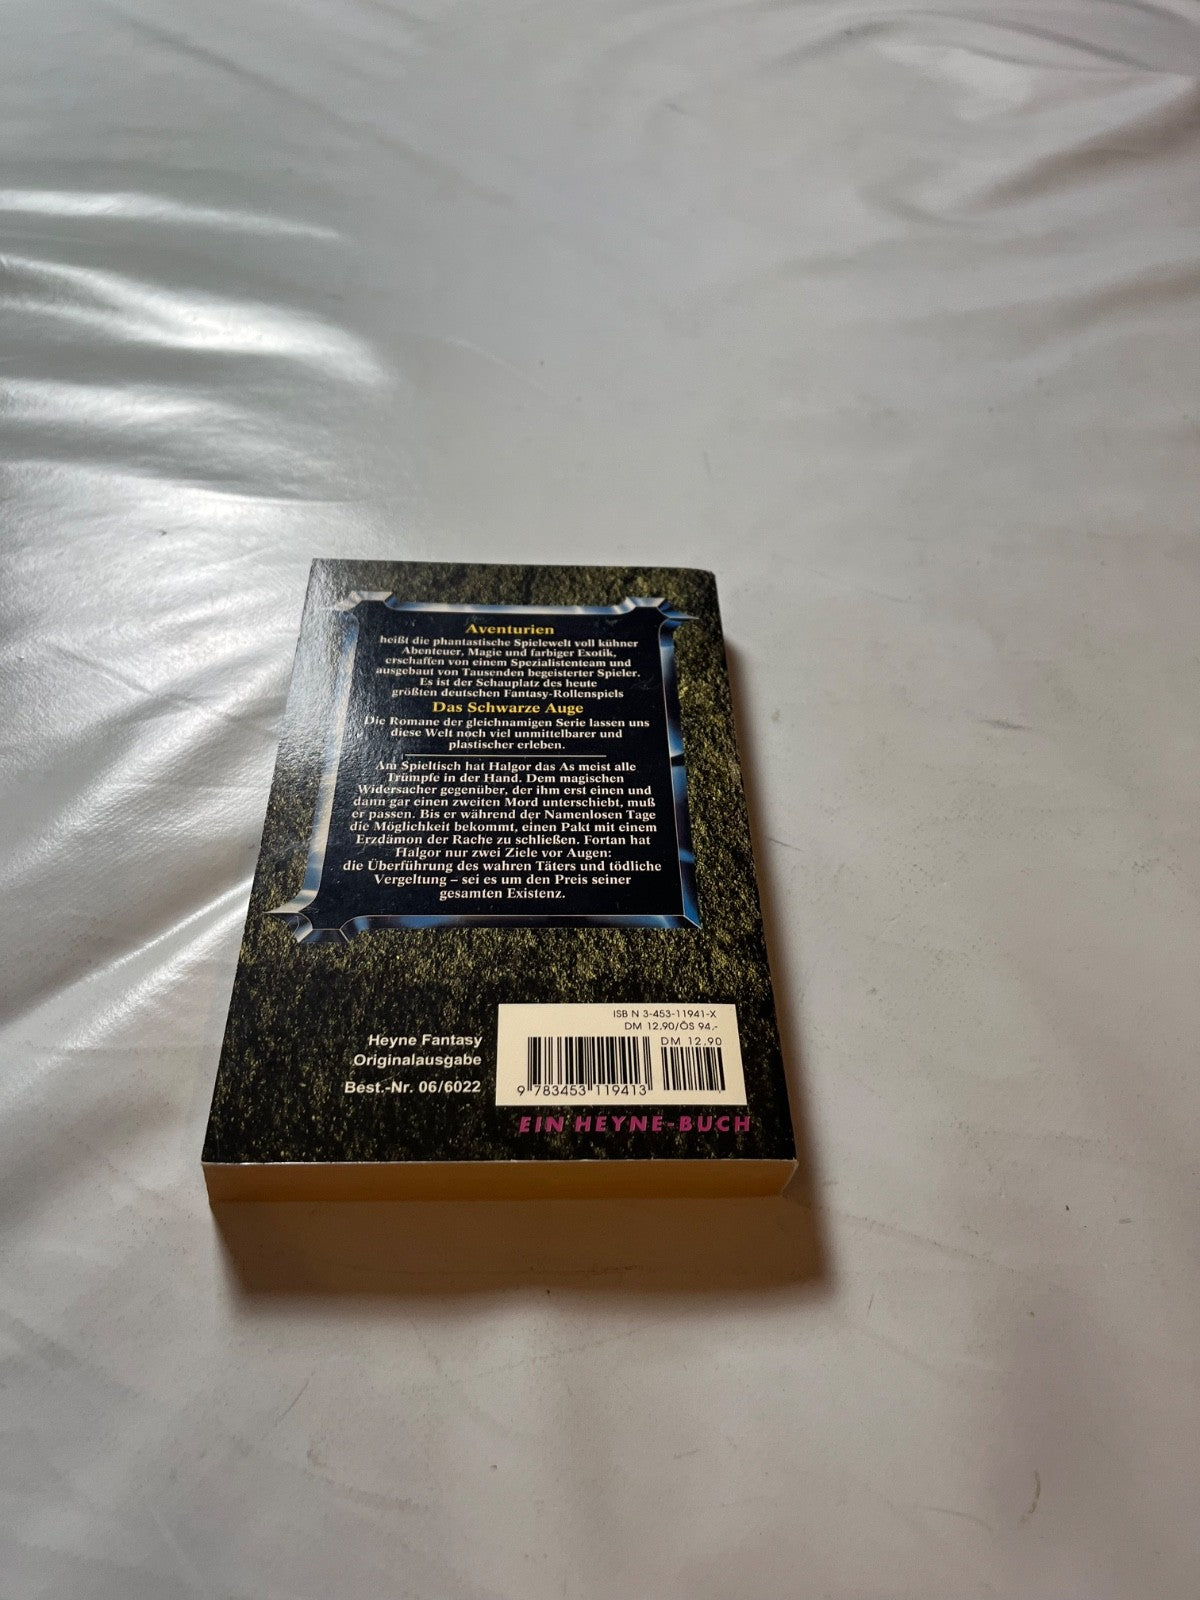 Aventurien
heißt die phantastische Spielewelt voll kühner
Abenteuer, Magie und farbiger Exotik,
erschaffen von einem Spezialistenteam und
ausgebaut von Tausenden begeisterter Spieler.
Es ist der Schauplatz des heute
größten deutschen Fantasy-Rollenspiels
Das Schwarze Auge
Die Romane der gleichnamigen Serie lassen uns
diese Welt noch viel unmittelbarer und
plastischer erleben.
Am Spieltisch hat Halgor das As meist alle
Trümpfe in der Hand. Dem magischen
Widersacher gegenüber, der ihm erst einen und
dann gar einen zweiten Mord unterschiebt, muß
er passen. Bis er während der Namenlosen Tage
die Möglichkeit bekommt, einen Pakt mit einem
Erzdämon der Rache zu schließen. Fortan hat
Halgor nur zwei Ziele vor Augen:
die Überführung des wahren Täters und tödliche
Vergeltung – sei es um den Preis seiner
gesamten Existenz.
Heyne Fantasy
Originalausgabe
Best.-Nr. 06/6022
ISBN 3-453-11941-X
DM 12,90/ÖS 94,-
DM 12,90
9 783453 119413
EIN HEYNE-BUCH